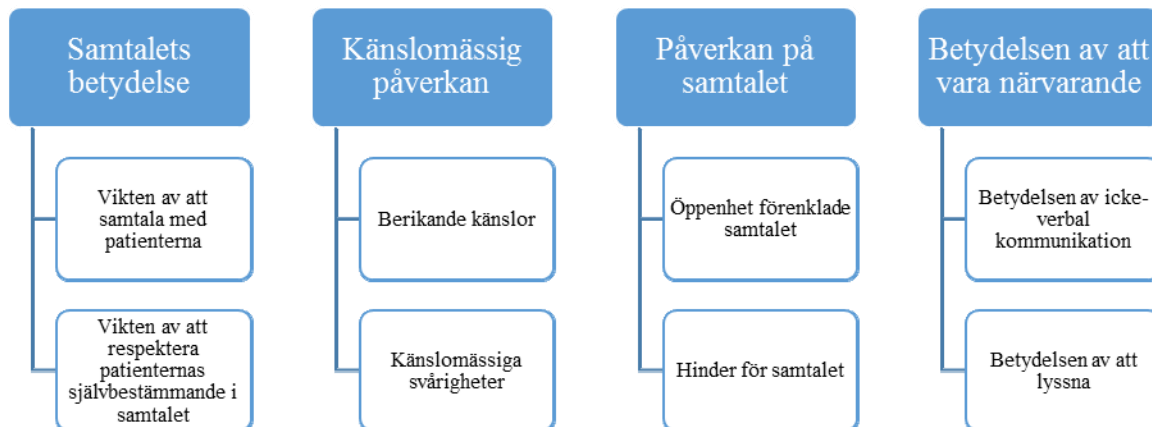 Samtalets
betydelse
Vikten av att
samtala med
patienterna
Vikten av att
respektera
patienternas
självbestämmande i
samtalet
Känslomässig
påverkan
Berikande känslor
Känslomässiga
svårigheter
Påverkan på
samtalet
Öppenhet förenklade
samtalet
Hinder för samtalet
Betydelsen av att
vara närvarande
Betydelsen av icke-
verbal
kommunikation
Betydelsen av att
lyssna